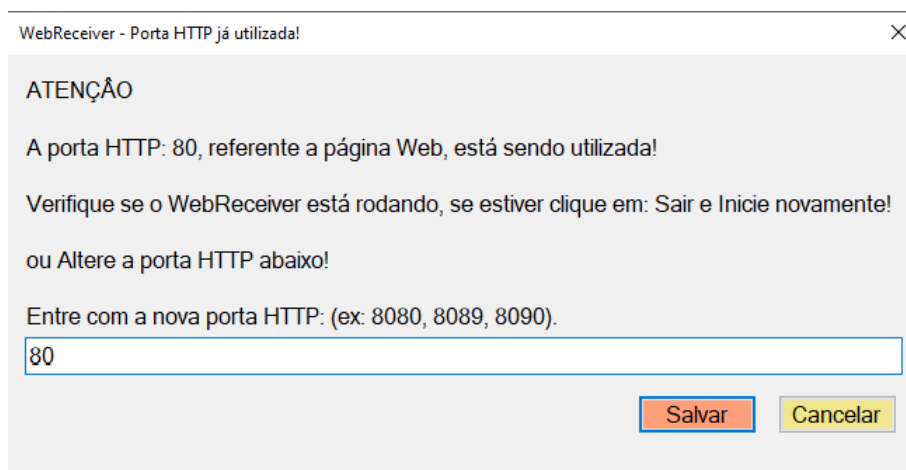 WebReceiver - Porta HTTP já utilizada!
ATENÇÂO
A porta HTTP: 80, referente a página Web, está sendo utilizada!
Verifique se o WebReceiver está rodando, se estiver clique em: Sair e Inicie novamente!
ou Altere a porta HTTP abaixo!
Entre com a nova porta HTTP: (ex: 8080, 8089, 8090).
80
Salvar Cancelar